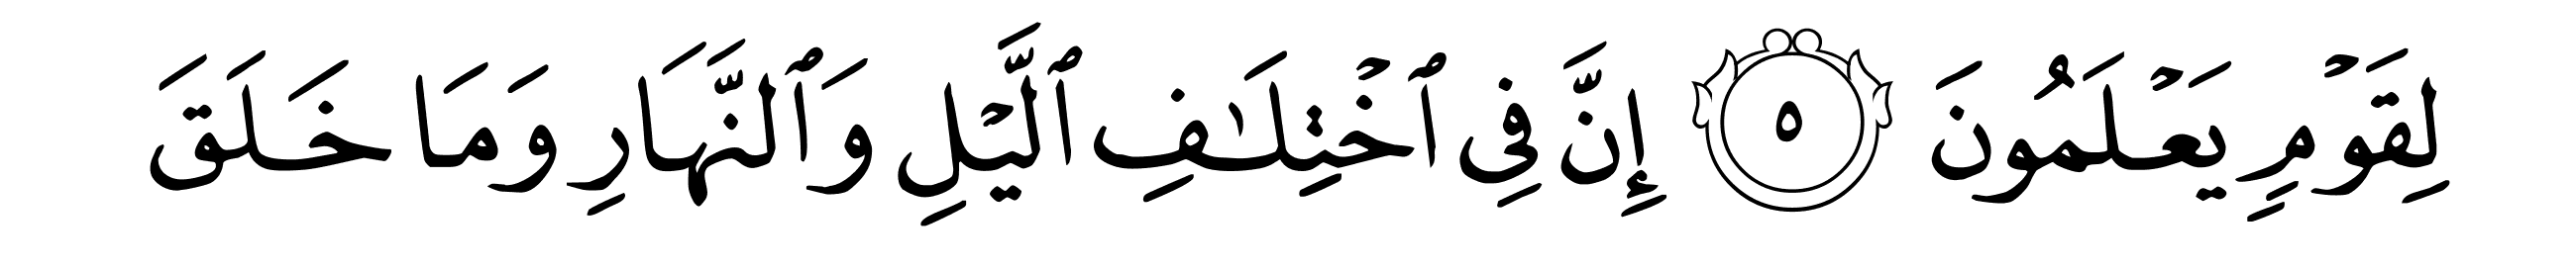 لِقَوْمٍ يَعْلَمُونَ ۝٥ إِنَّ فِي ٱخْتِلَـٰفِ ٱلَّيْلِ وَٱلنَّهَارِ وَمَا خَلَقَ